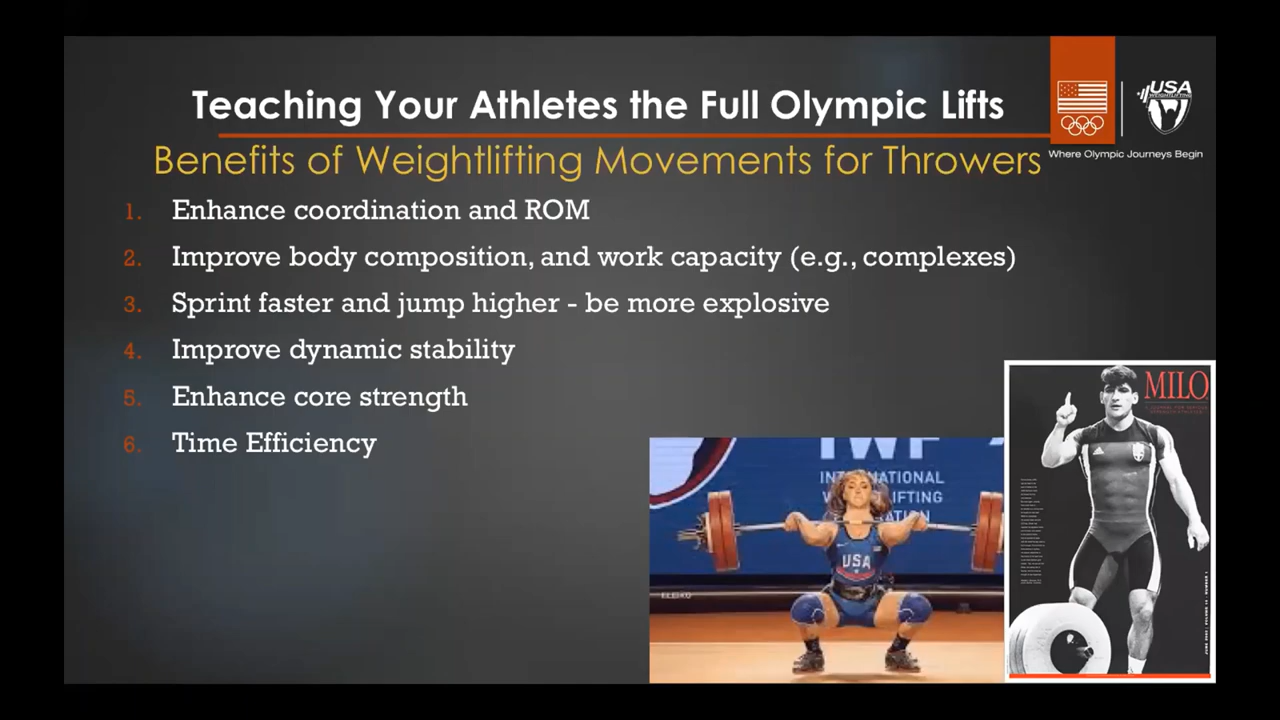 Teaching Your Athletes the Full Olympic Lifts
USA
WEIGHTLIFTING
Where Olympic Journeys Begin
Benefits of Weightlifting Movements for Throwers
1. Enhance coordination and ROM
2. Improve body composition, and work capacity (e.g., complexes)
3. Sprint faster and jump higher - be more explosive
4. Improve dynamic stability
5. Enhance core strength
6. Time Efficiency
IWF
INTERNATIONAL
USA
ELEIKO
MILO